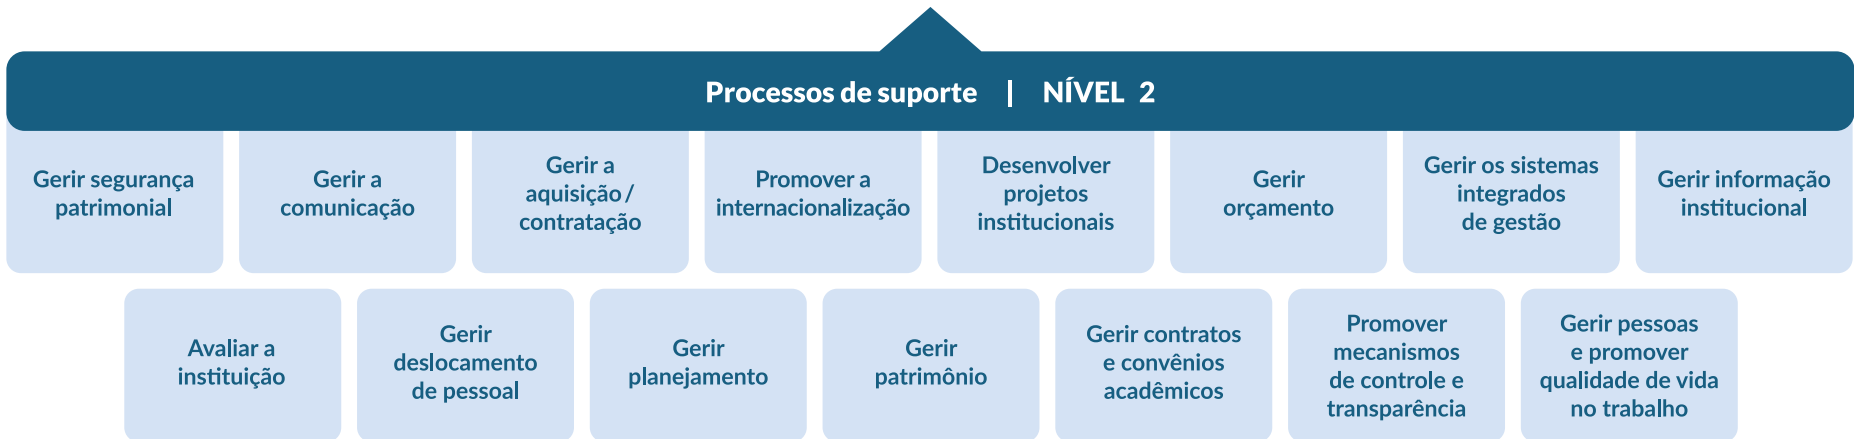 Processos de suporte | NÍVEL 2
Gerir segurança
patrimonial
Gerir a
comunicação
Gerir a
aquisição /
contratação
Promover a
internacionalização
Desenvolver
projetos
institucionais
Gerir
orçamento
Gerir os sistemas
integrados
de gestão
Gerir informação
institucional
Avaliar a
instituição
Gerir
deslocamento
de pessoal
Gerir
planejamento
Gerir
patrimônio
Gerir contratos
e convênios
acadêmicos
Promover
mecanismos
de controle e
transparência
Gerir pessoas
e promover
qualidade de vida
no trabalho